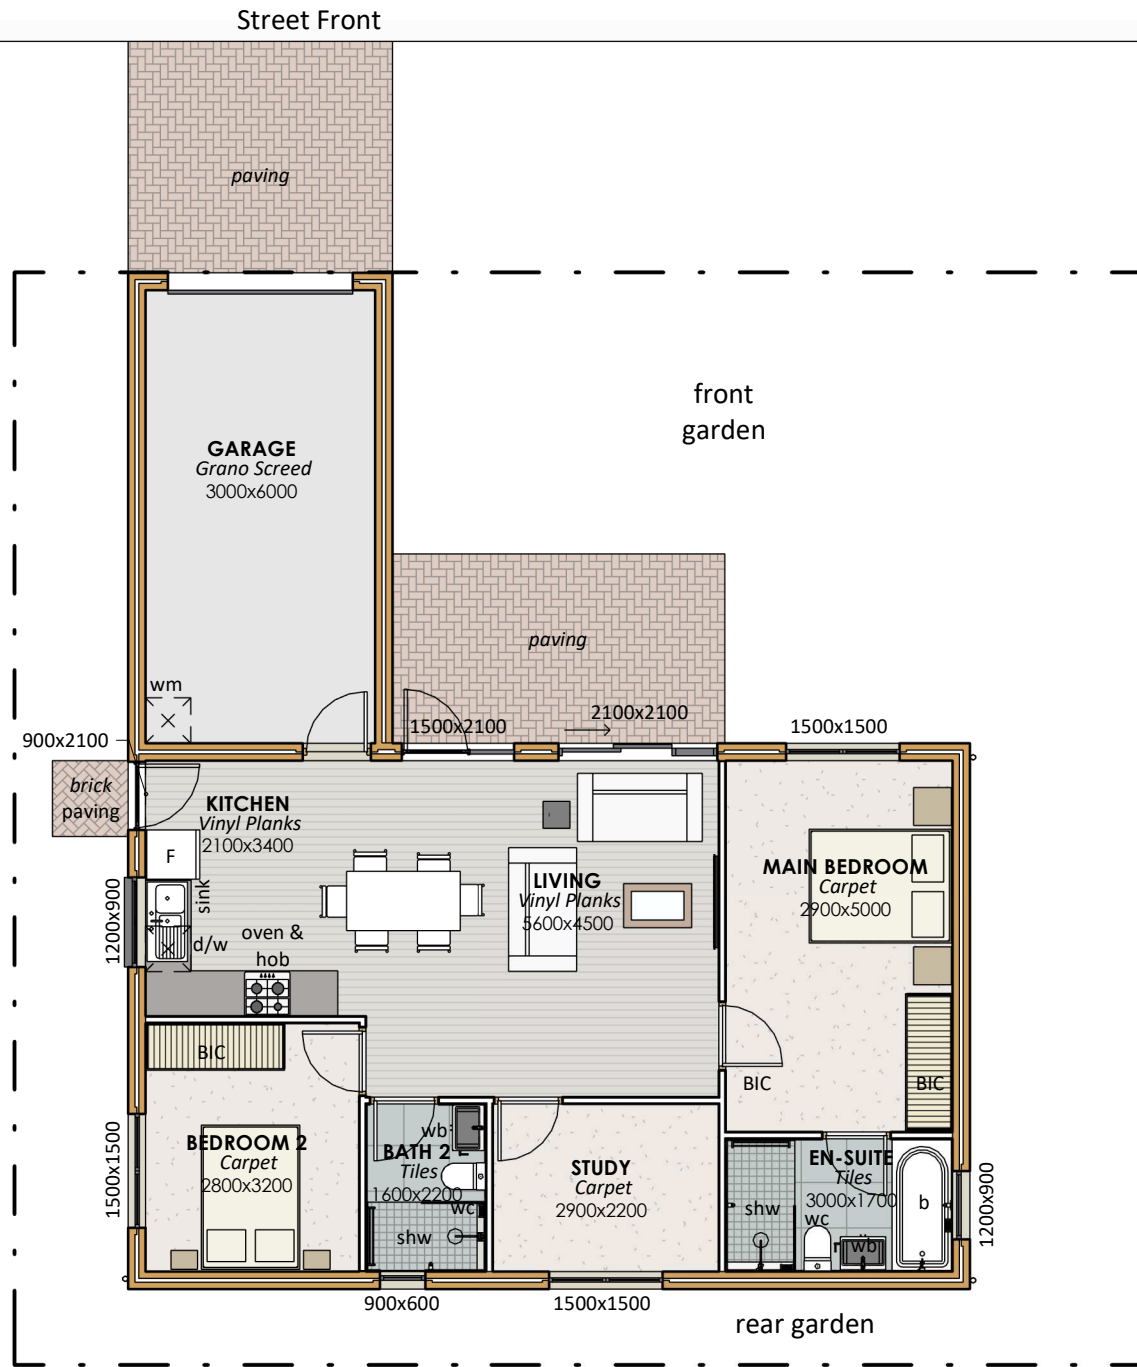 Street Front
paving
front
garden
GARAGE
Grano Screed
3000x6000
paving
wm
1500x2100
2100x2100
1500x1500
900x2100
brick
paving
KITCHEN
Vinyl Planks
2100x3400
F
sink
d/w
oven &
hob
1200x900
LIVING
Vinyl Planks
5600x4500
MAIN BEDROOM
Carpet
2900x5000
BIC
BIC
BIC
BEDROOM 2
Carpet
2800x3200
1500x1500
wb
BATH 2
Tiles
1600x2200
wc
shw
STUDY
Carpet
2900x2200
EN-SUITE
Tiles
3000x1700
shw
wc
r
wb
b
1200x900
900x600
1500x1500
rear garden